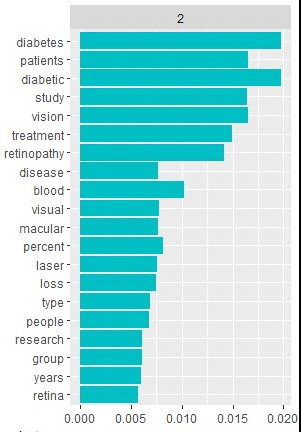 2
diabetes
patients
diabetic
study
vision
treatment
retinopathy
disease
blood
visual
macular
percent
laser
loss
type
people
research
group
years
retina
0.000 0.005 0.010 0.015 0.020